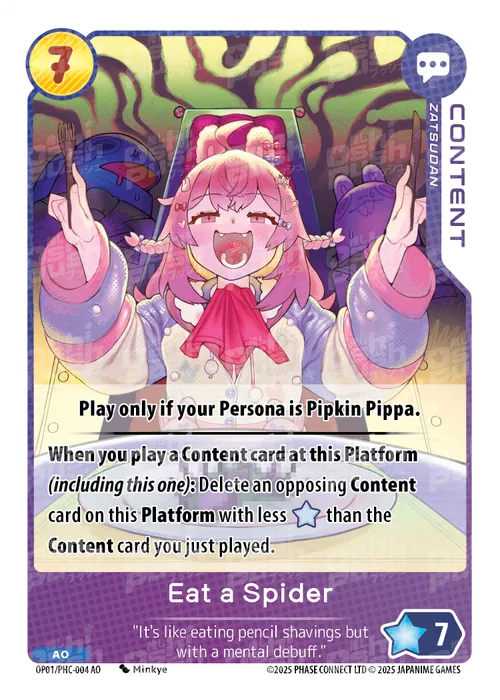 7
CONTENT
ZATSUDAN
Play only if your Persona is Pipkin Pippa.
When you play a Content card at this Platform
(including this one): Delete an opposing Content
card on this Platform with less than the
Content card you just played.
Eat a Spider
"It's like eating pencil shavings but
with a mental debuff."
7
AO
OP01/PHC-004 AO
Minkye
©2025 PHASE CONNECT LTD © 2025 JAPANIME GAMES